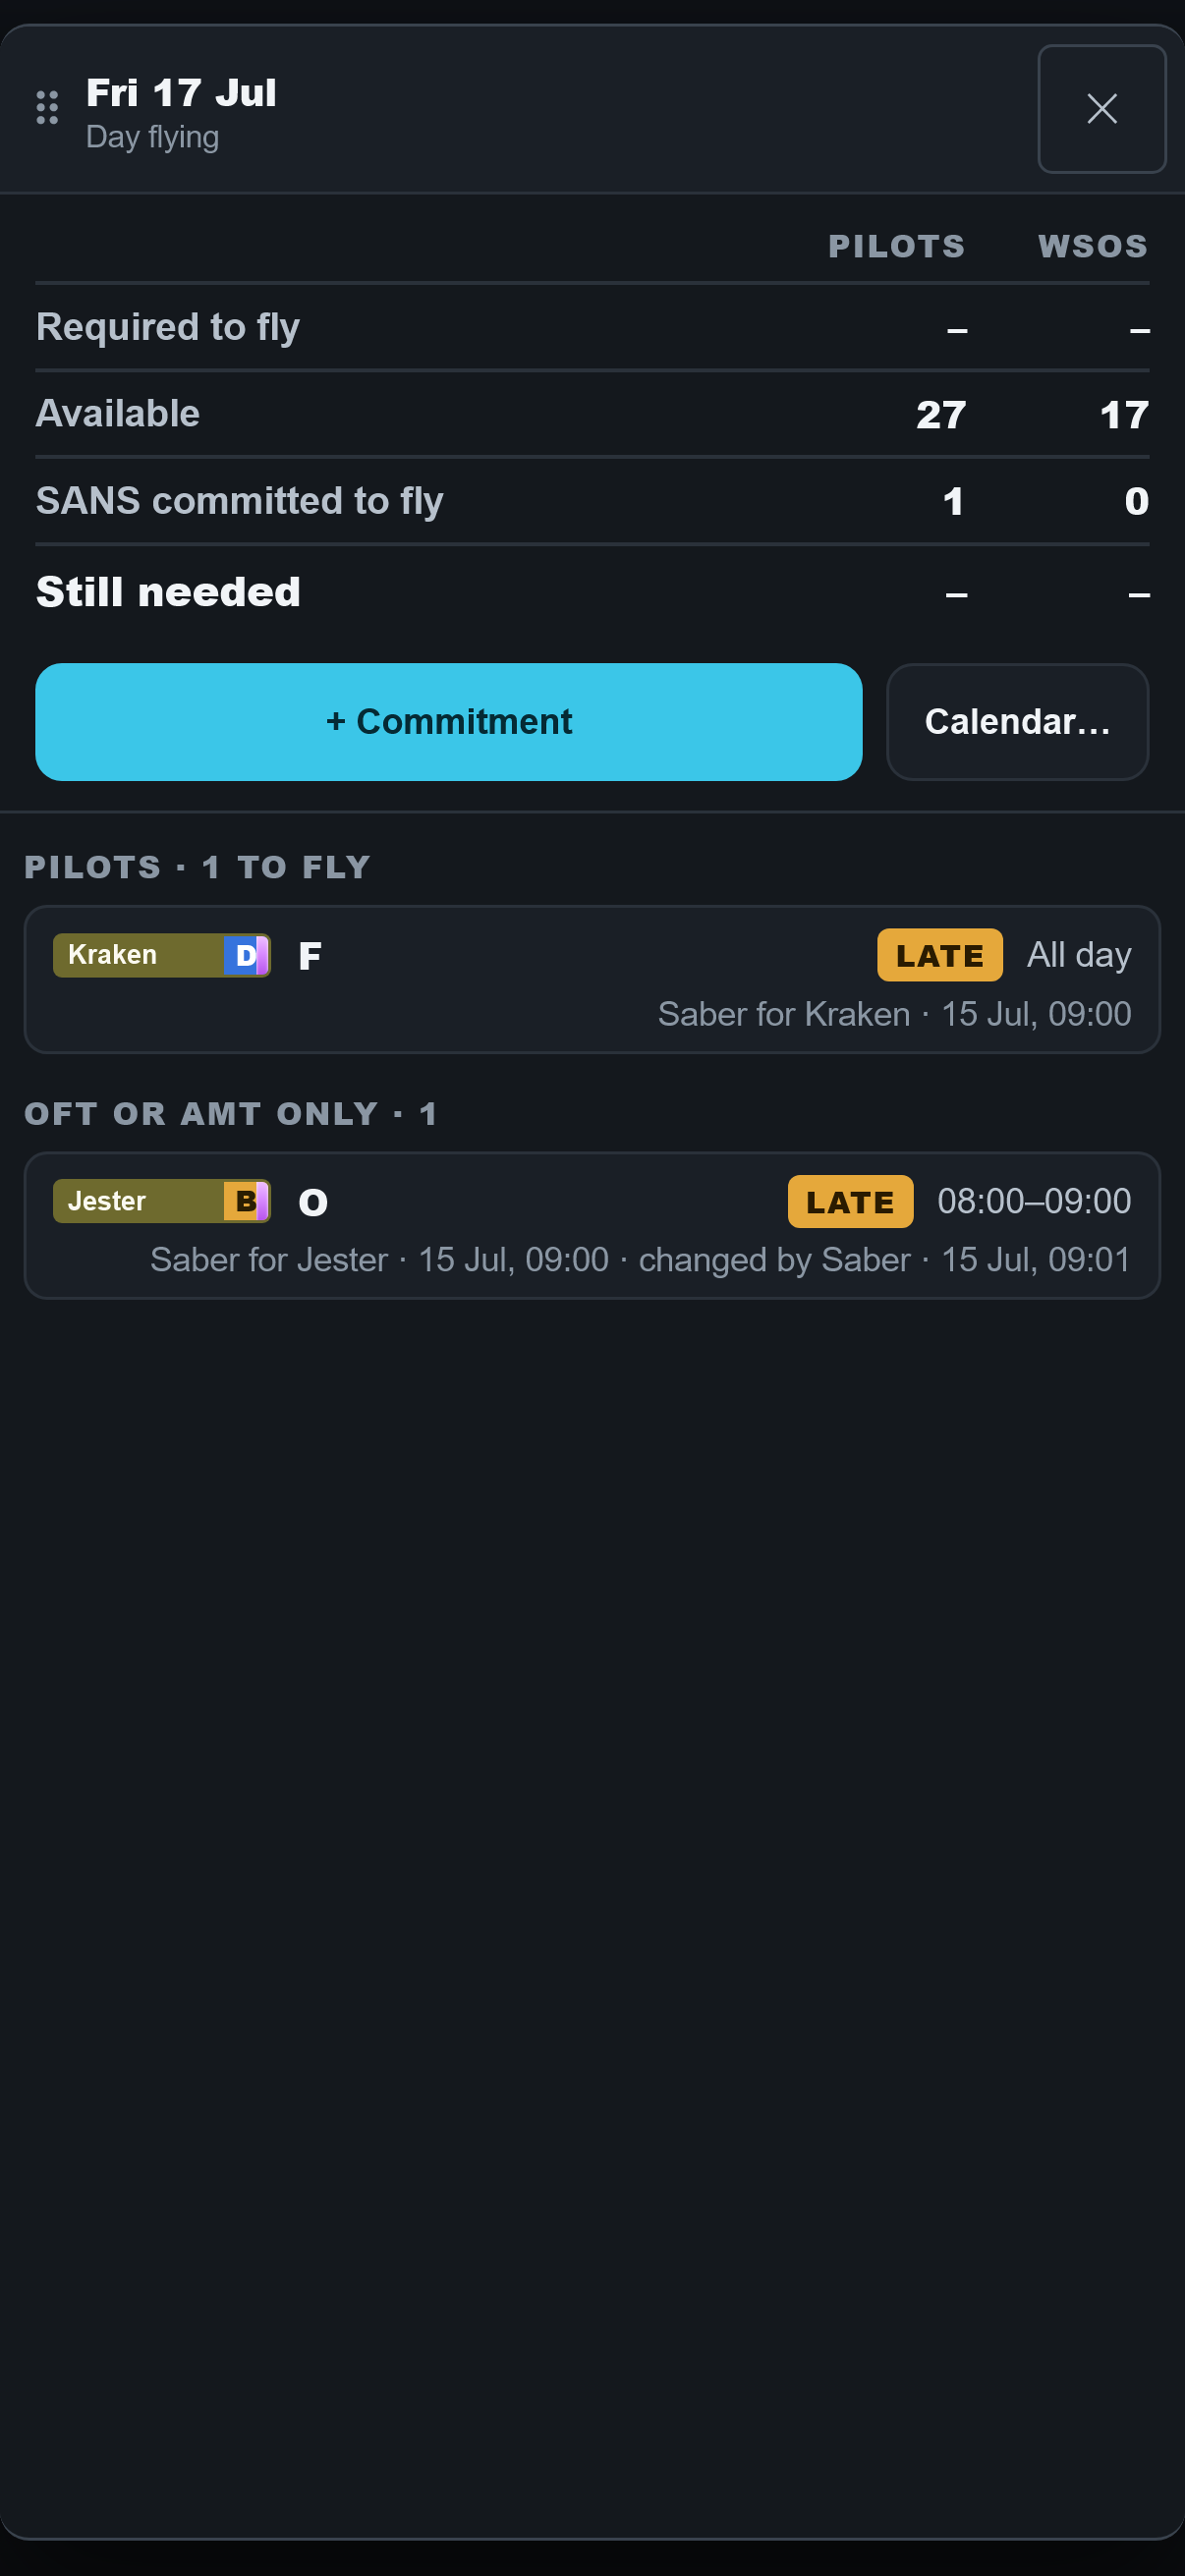 Fri 17 Jul
Day flying
PILOTS WSOS
Required to fly – –
Available 27 17
SANS committed to fly 1 0
Still needed – –
+ Commitment Calendar…
PILOTS · 1 TO FLY
Kraken D F LATE All day
Saber for Kraken · 15 Jul, 09:00
OFT OR AMT ONLY · 1
Jester B O LATE 08:00–09:00
Saber for Jester · 15 Jul, 09:00 · changed by Saber · 15 Jul, 09:01